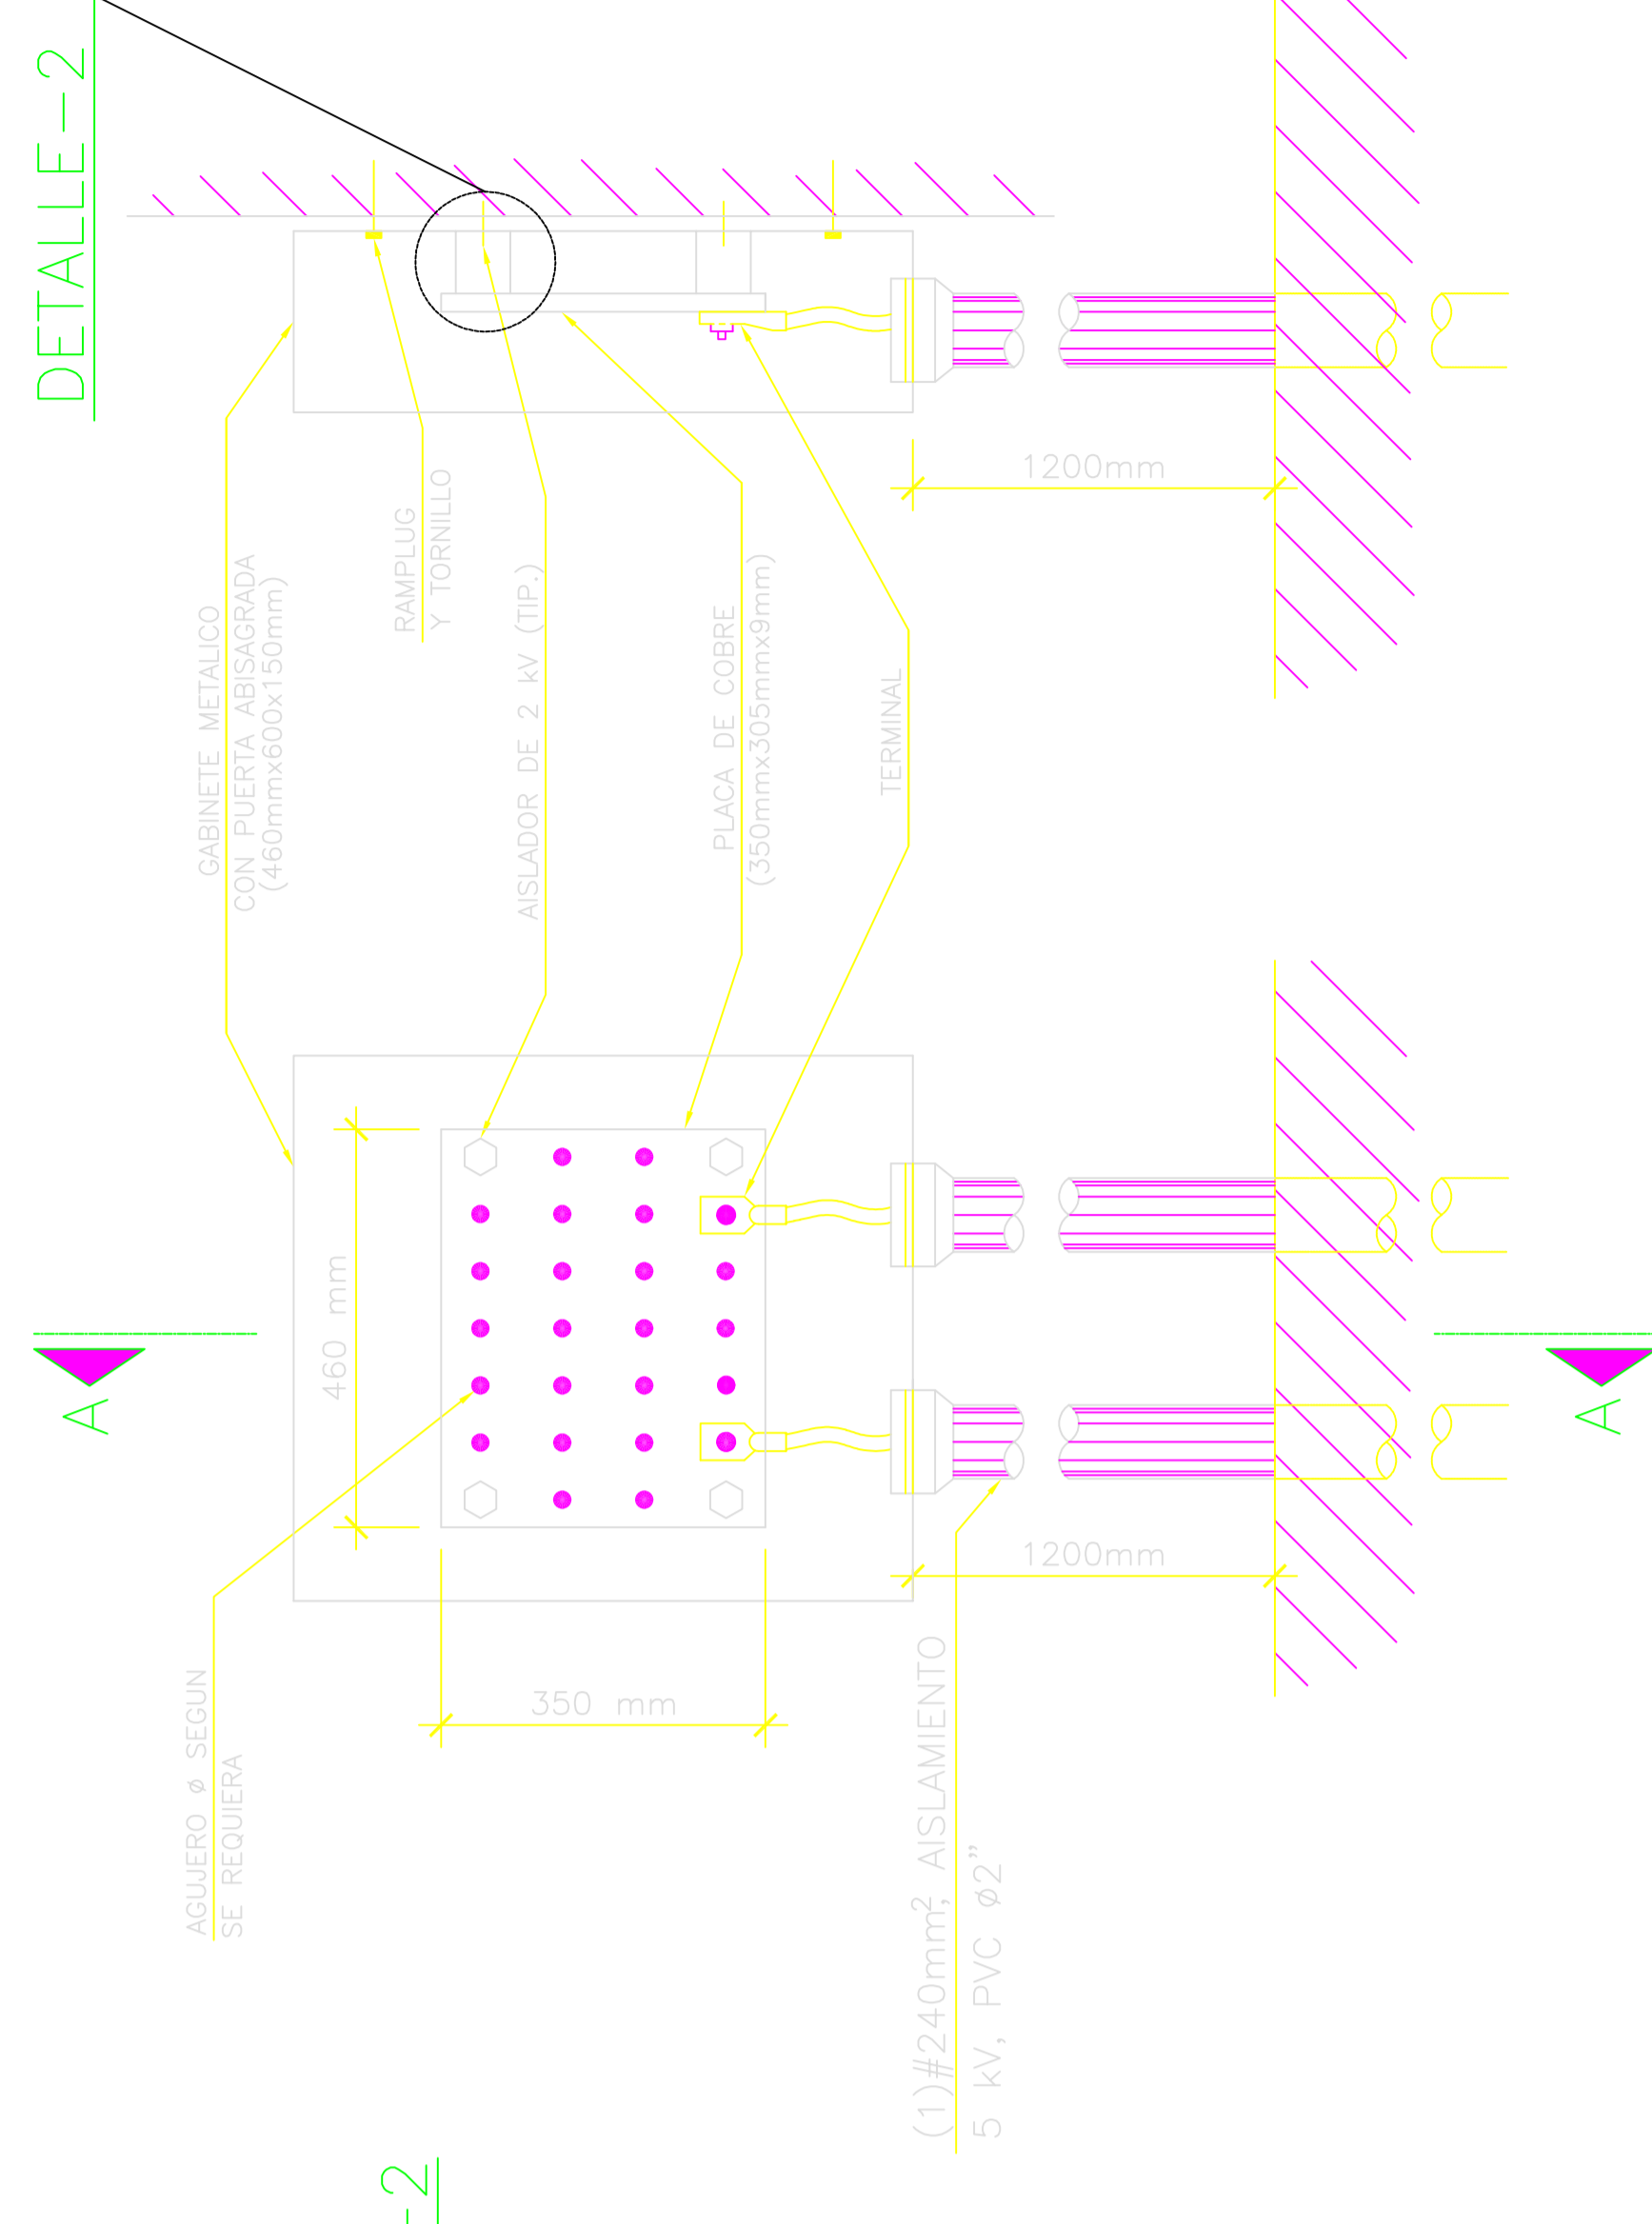 DETALLE-2
GABINETE METALICO
CON PUERTA ABISAGRADA
(460mmx600x150mm)
RAMPLUG
Y TORNILLO
AISLADOR DE 2 kV (TIP.)
PLACA DE COBRE
(350mmx305mmx9mm)
TERMINAL
1200mm
460 mm
A
A
350 mm
1200mm
AGUJERO ø SEGUN
SE REQUIERA
(1)#240mm², AISLAMIENTO
5 kV, PVC ø2"
-2